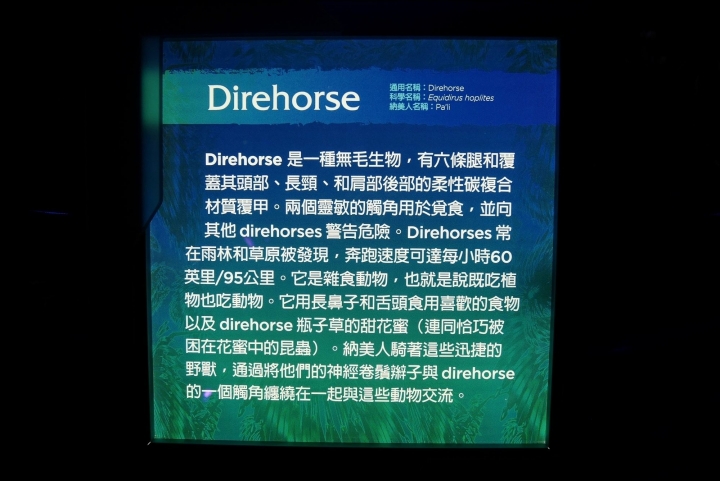 Direhorse
通用名稱：Direhorse
科學名稱：Equidirus hoplites
納美人名稱：Pa'li
Direhorse 是一種無毛生物，有六條腿和覆
蓋其頭部、長頸、和肩部後部的柔性碳複合
材質覆甲。兩個靈敏的觸角用於覓食，並向
其他 direhorses 警告危險。Direhorses 常
在雨林和草原被發現，奔跑速度可達每小時60
英里/95公里。它是雜食動物，也就是說既吃植
物也吃動物。它用長鼻子和舌頭食用喜歡的食物
以及 direhorse 瓶子草的甜花蜜（連同恰巧被
困在花蜜中的昆蟲）。納美人騎著這些迅捷的
野獸，通過將他們的神經卷鬚辮子與 direhorse
的一個觸角纏繞在一起與這些動物交流。